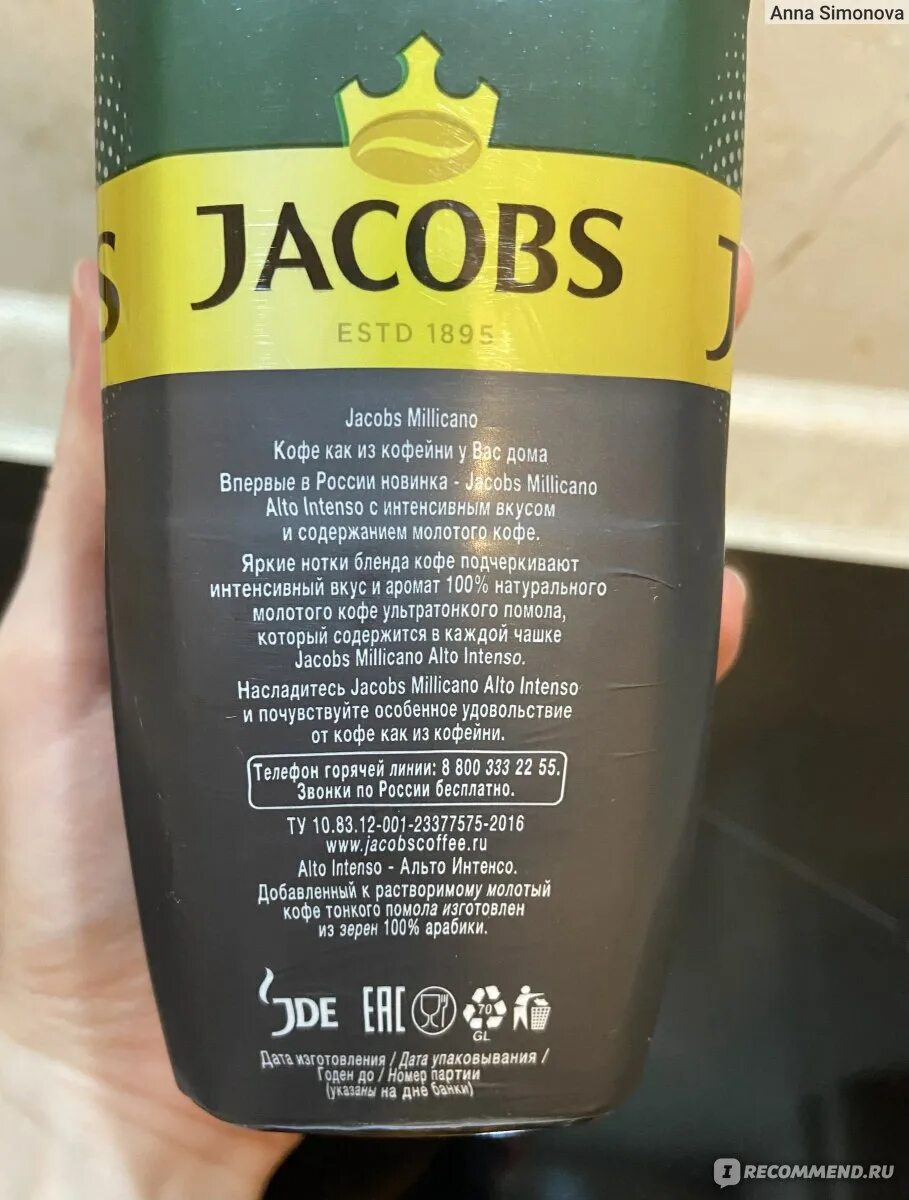 Anna Simonova
JACOBS
ESTD 1895
Jacobs Millicano
Кофе как из кофейни у Вас дома
Впервые в России новинка - Jacobs Millicano
Alto Intenso с интенсивным вкусом
и содержанием молотого кофе.
Яркие нотки бленда кофе подчеркивают
интенсивный вкус и аромат 100% натурального
молотого кофе ультратонкого помола,
который содержится в каждой чашке
Jacobs Millicano Alto Intenso.
Насладитесь Jacobs Millicano Alto Intenso
и почувствуйте особенное удовольствие
от кофе как из кофейни.
Телефон горячей линии: 8 800 333 22 55.
Звонки по России бесплатно.
ТУ 10.83.12-001-23377575-2016
www.jacobscoffee.ru
Alto Intenso - Альто Интенсо.
Добавленный к растворимому молотый
кофе тонкого помола изготовлен
из зерен 100% арабики.
JDE EAC 70
GL
Дата изготовления / Дата упаковывания /
Годен до / Номер партии
(указаны на дне банки)
IRECOMMEND.RU